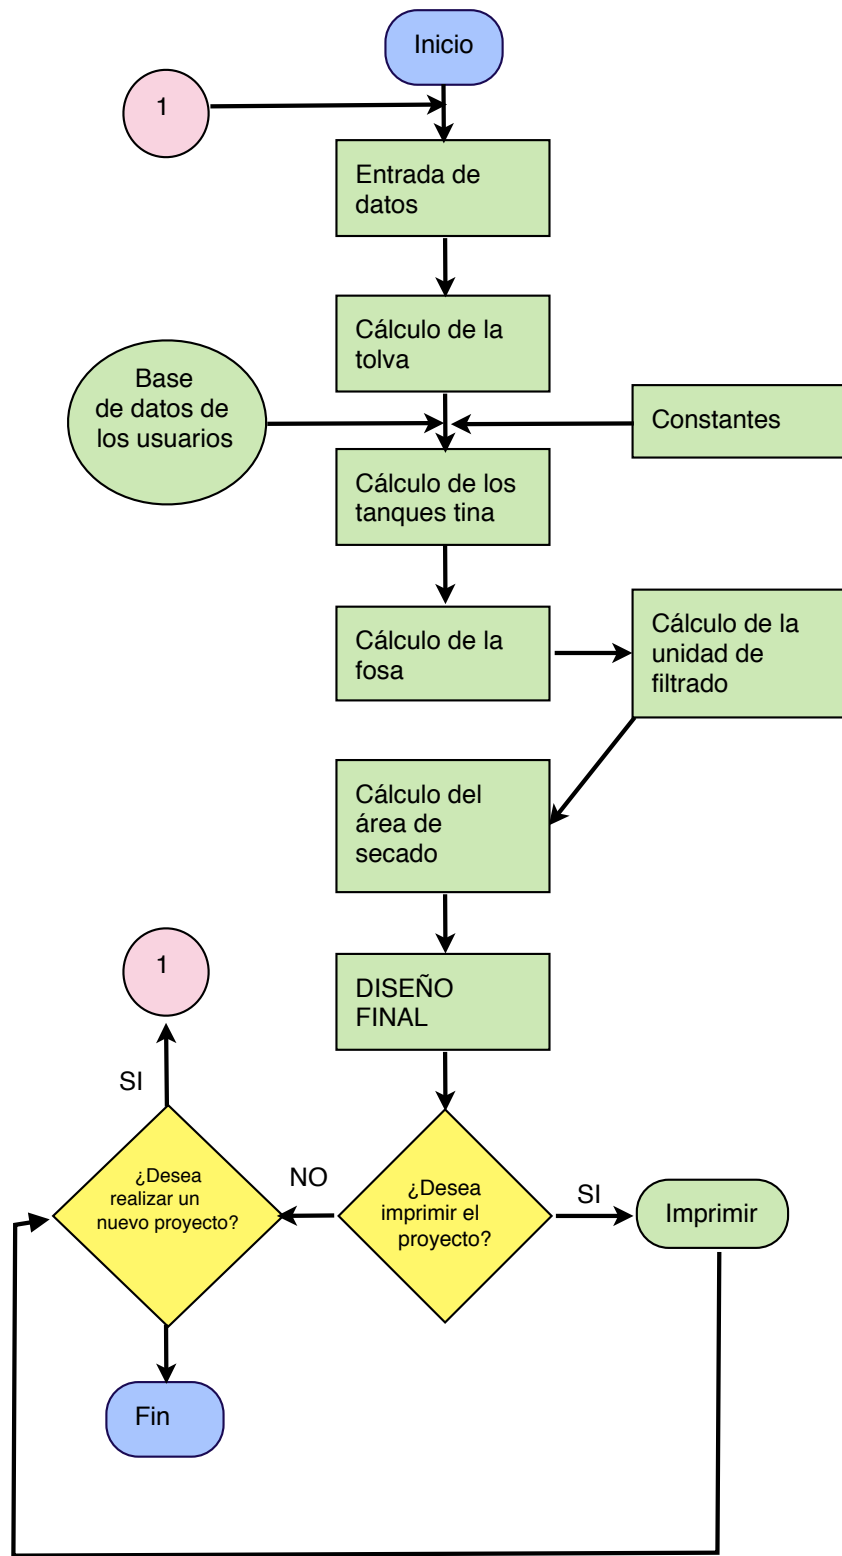 Inicio
1
Entrada de
datos
Cálculo de la
tolva
Base
de datos de
los usuarios
Constantes
Cálculo de los
tanques tina
Cálculo de la
fosa
Cálculo de la
unidad de
filtrado
Cálculo del
área de
secado
1
DISEÑO
FINAL
SI
¿Desea
realizar un
nuevo proyecto?
NO
¿Desea
imprimir el
proyecto?
SI
Imprimir
Fin